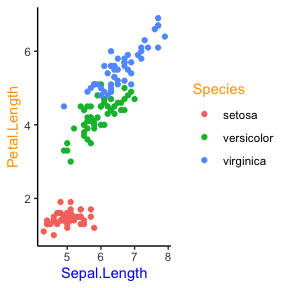 Petal.Length
6
4
2
5 6 7 8
Sepal.Length
Species
setosa
versicolor
virginica